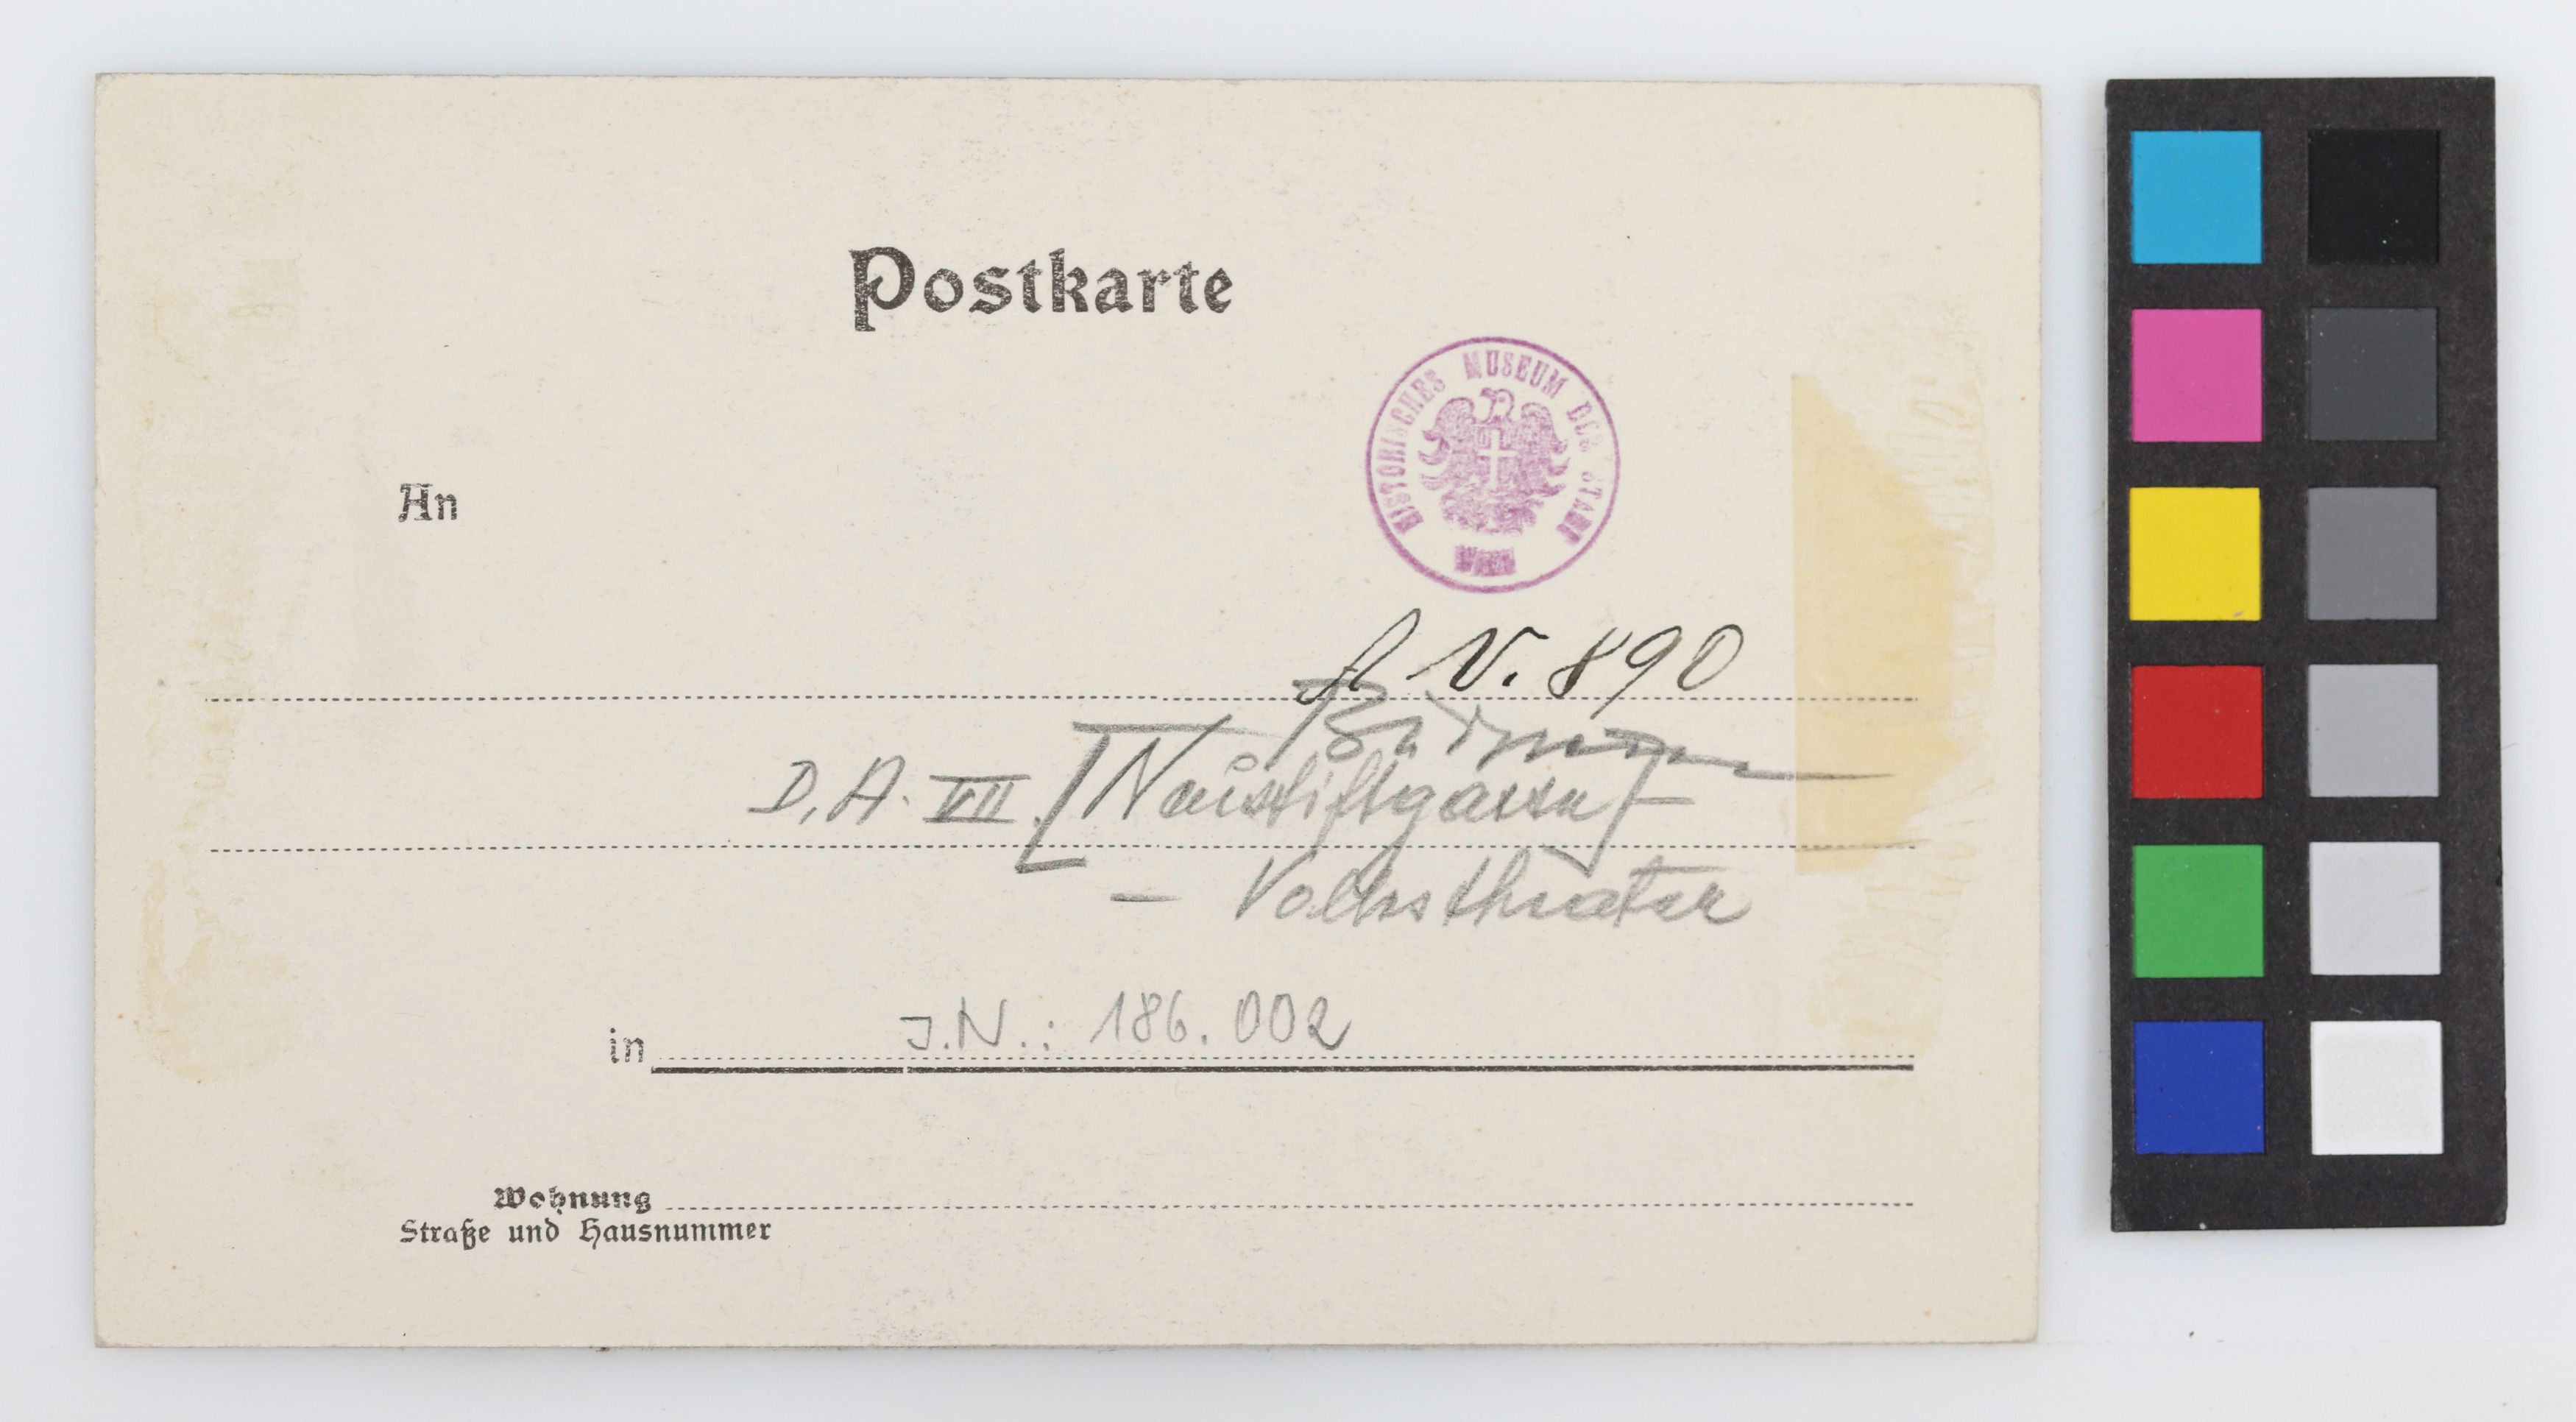 Postkarte
HISTORISCHES MUSEUM DER STADT
WIEN
An
N. 890
D. A. VII. [Neustiftgasse]
— Volkstheater
in J.N.: 186.002
Wohnung
Straße und Hausnummer